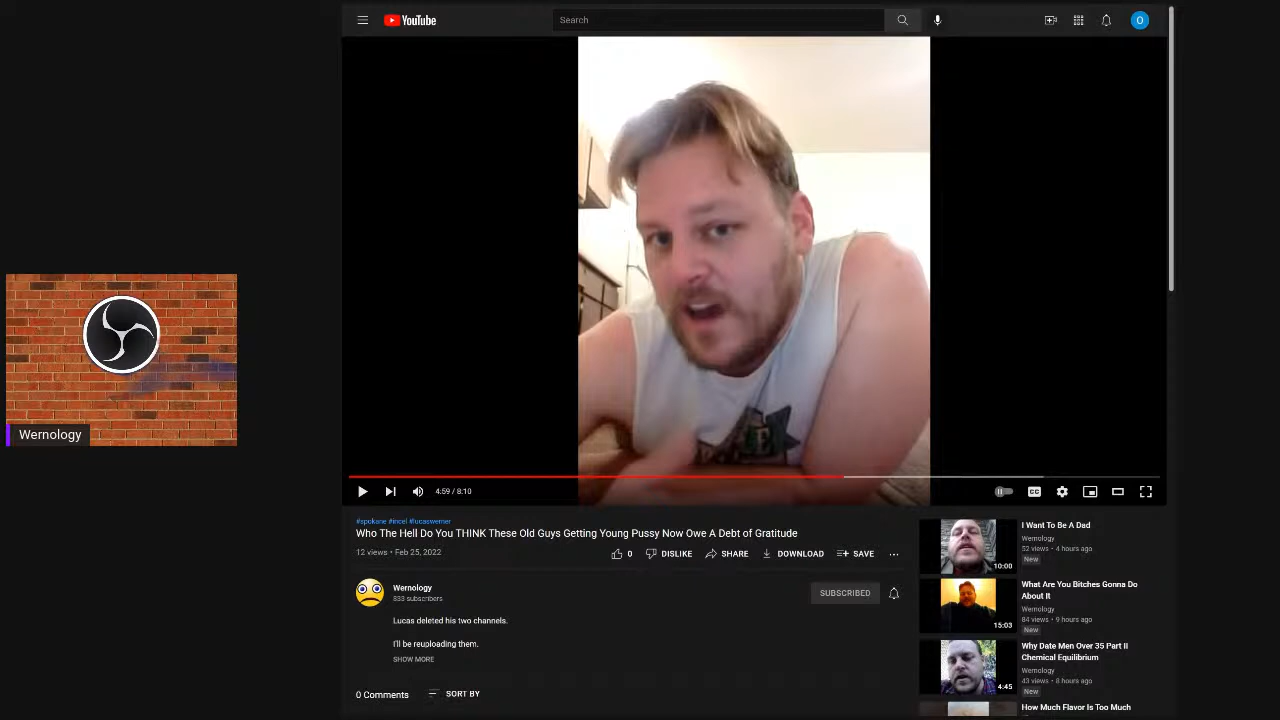 YouTube
Search
O
4:59 / 8:10
CC
#spokane #incel #lucaswerner
Who The Hell Do You THINK These Old Guys Getting Young Pussy Now Owe A Debt of Gratitude
12 views • Feb 25, 2022
0
DISLIKE
SHARE
DOWNLOAD
SAVE
Wernology
833 subscribers
SUBSCRIBED
Lucas deleted his two channels.
I'll be reuploading them.
SHOW MORE
0 Comments
SORT BY
Wernology
10:00
I Want To Be A Dad
Wernology
52 views • 4 hours ago
New
15:03
What Are You Bitches Gonna Do
About It
Wernology
84 views • 9 hours ago
New
4:45
Why Date Men Over 35 Part II
Chemical Equilibrium
Wernology
43 views • 8 hours ago
New
How Much Flavor Is Too Much